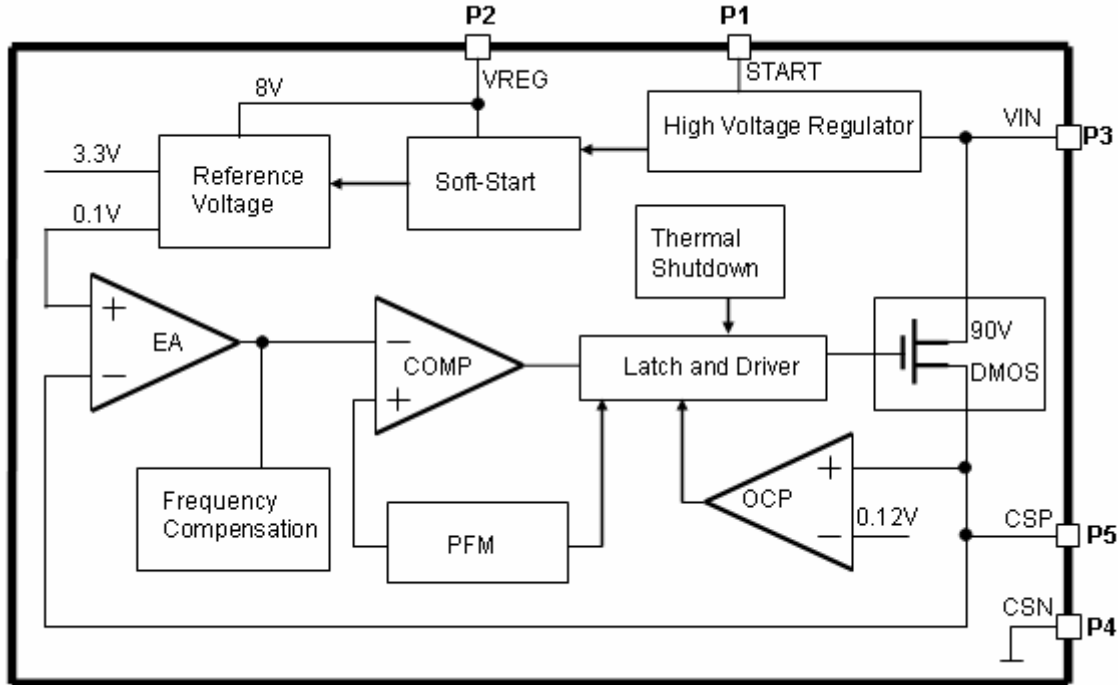 P2
P1
VREG
START
8V
High Voltage Regulator
VIN
P3
3.3V
Reference
Voltage
Soft-Start
0.1V
Thermal
Shutdown
+
EA
−
−
COMP
+
Latch and Driver
90V
DMOS
Frequency
Compensation
PFM
+
OCP
−
0.12V
CSP
P5
CSN
P4